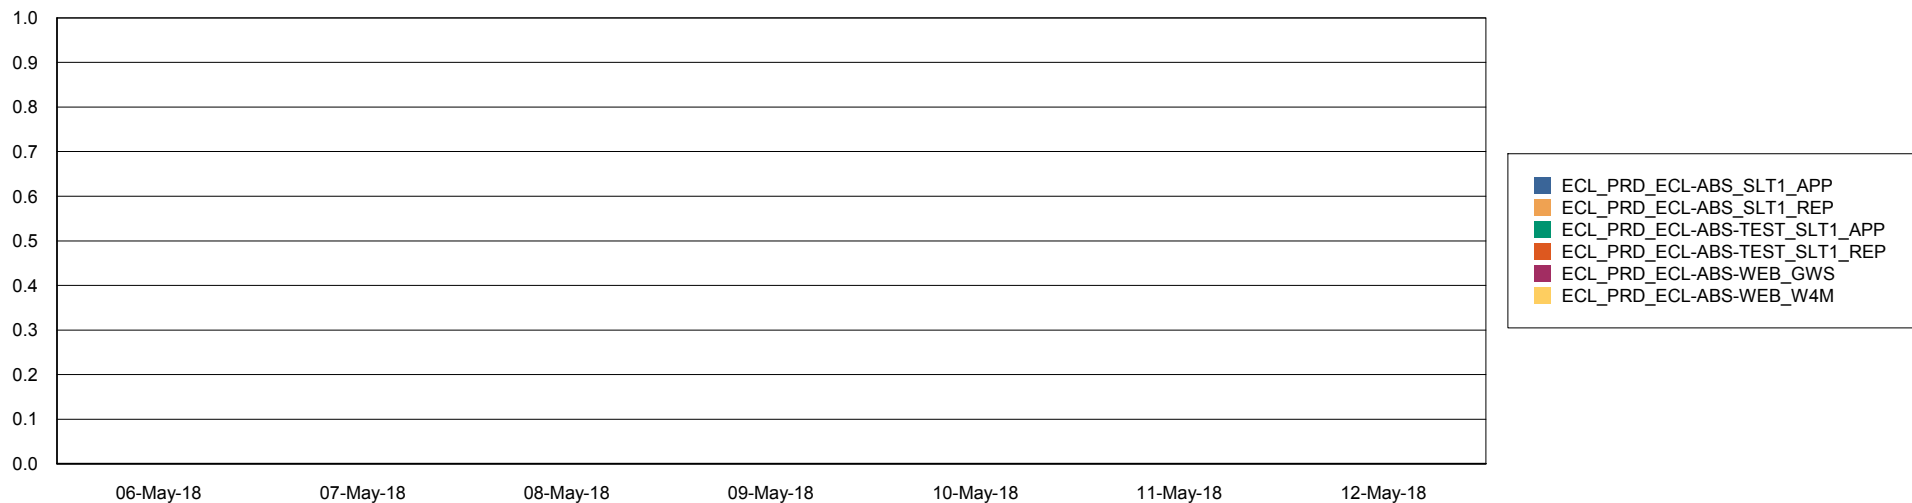 1.0
0.9
0.8
0.7
0.6
0.5
0.4
0.3
0.2
0.1
0.0
06-May-18 07-May-18 08-May-18 09-May-18 10-May-18 11-May-18 12-May-18
ECL_PRD_ECL-ABS_SLT1_APP
ECL_PRD_ECL-ABS_SLT1_REP
ECL_PRD_ECL-ABS-TEST_SLT1_APP
ECL_PRD_ECL-ABS-TEST_SLT1_REP
ECL_PRD_ECL-ABS-WEB_GWS
ECL_PRD_ECL-ABS-WEB_W4M